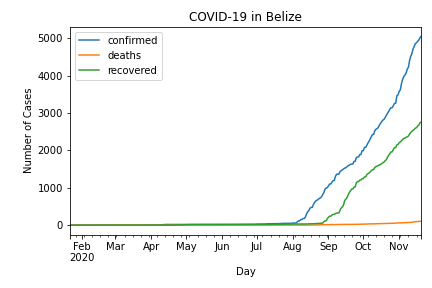 COVID-19 in Belize
confirmed
deaths
recovered
5000
4000
3000
2000
1000
0
Number of Cases
Feb Mar Apr May Jun Jul Aug Sep Oct Nov
2020
Day